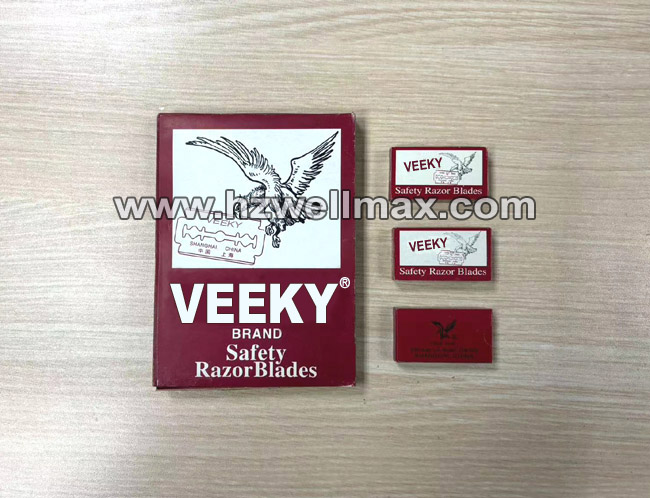 VEEKY
SHANGHAI CHINA
中国 上海
VEEKY®
BRAND
Safety
RazorBlades
VEEKY
Safety Razor Blades
VEEKY
Safety Razor Blades
www.hzwellmax.com